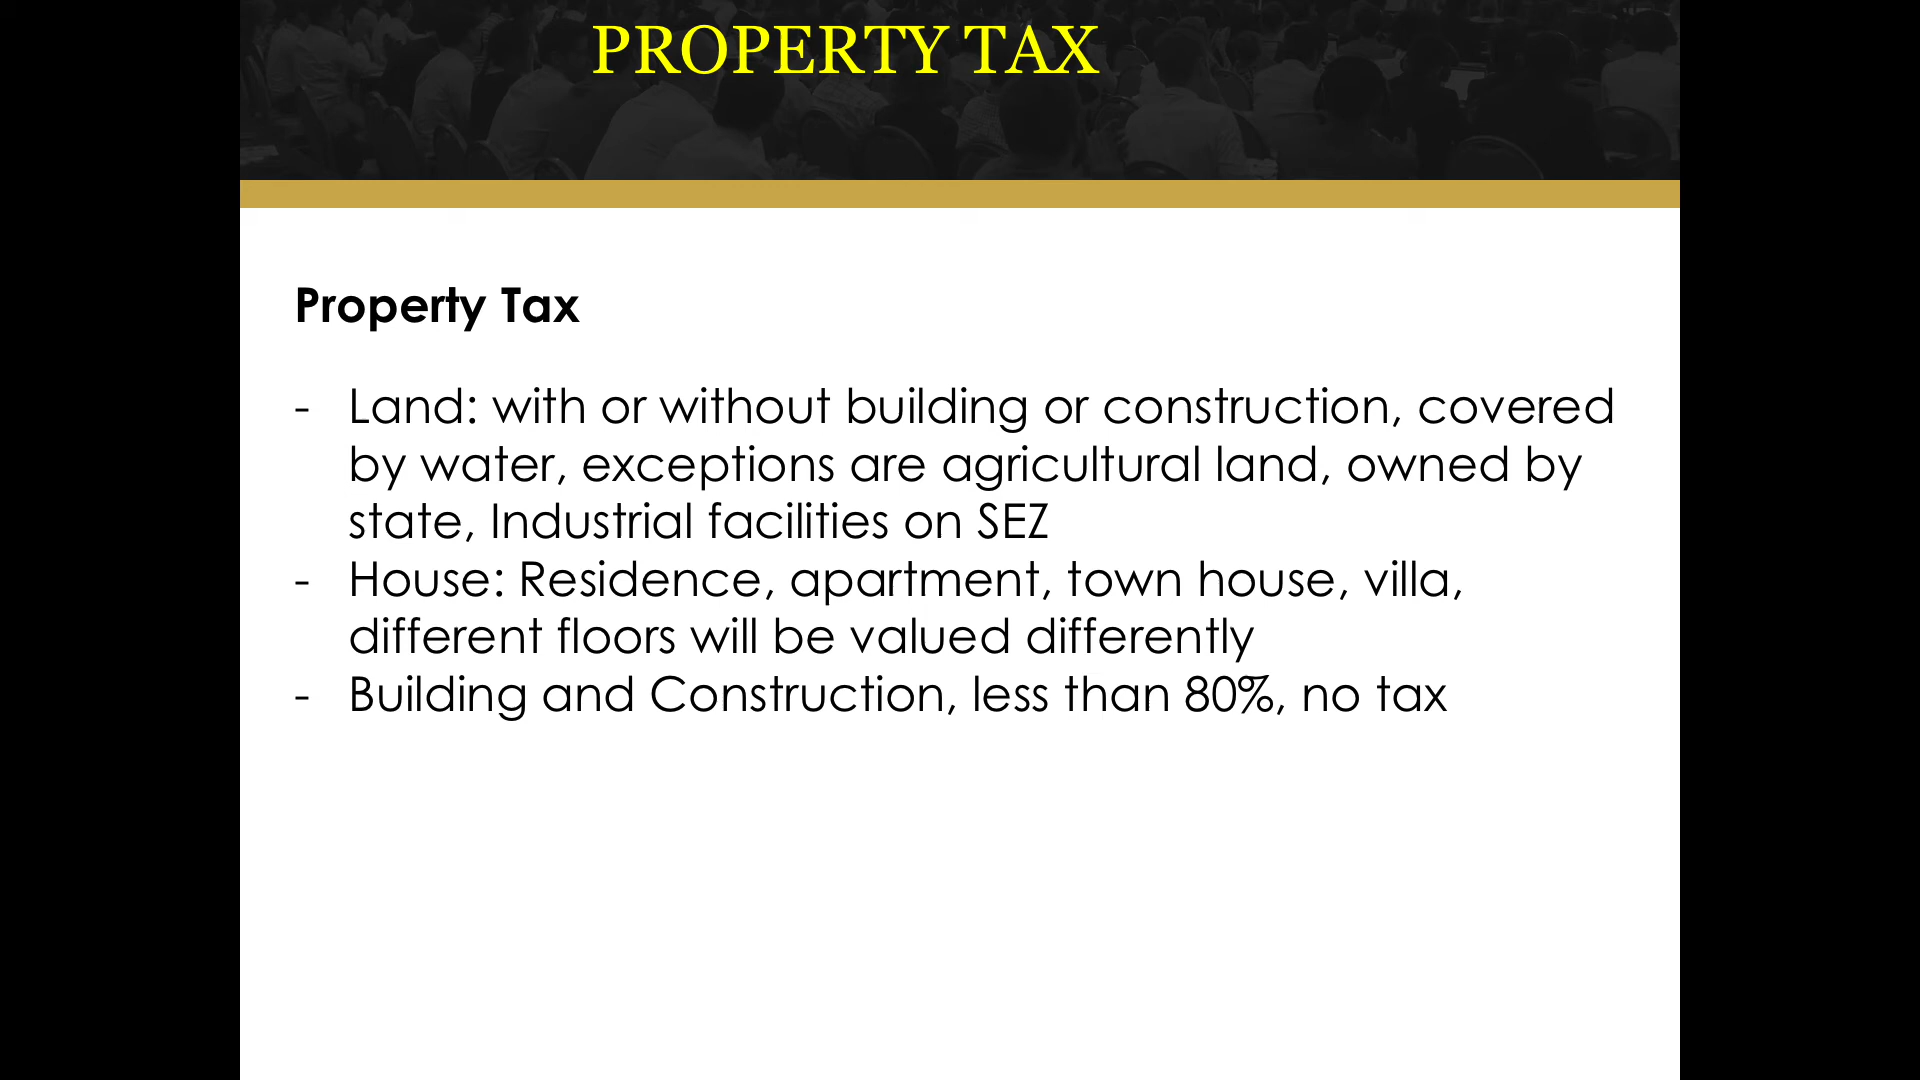 PROPERTY TAX
Property Tax
- Land: with or without building or construction, covered
by water, exceptions are agricultural land, owned by
state, Industrial facilities on SEZ
- House: Residence, apartment, town house, villa,
different floors will be valued differently
- Building and Construction, less than 80%, no tax